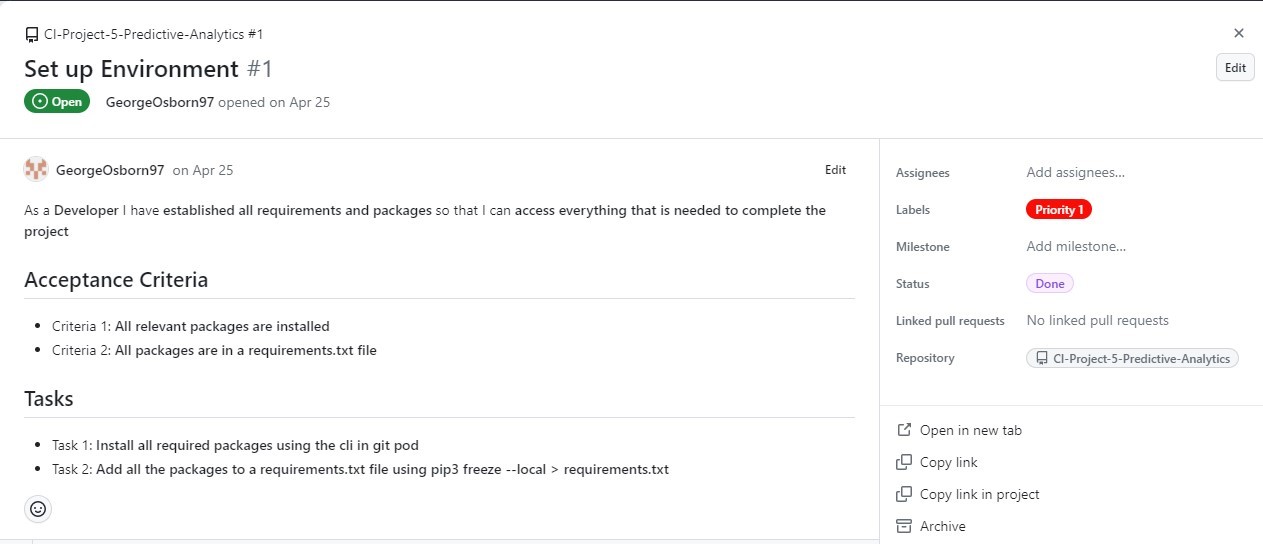 CI-Project-5-Predictive-Analytics #1
Set up Environment #1
Edit
Open
GeorgeOsborn97 opened on Apr 25
GeorgeOsborn97 on Apr 25
Edit
As a Developer I have established all requirements and packages so that I can access everything that is needed to complete the
project
Acceptance Criteria
Criteria 1: All relevant packages are installed
Criteria 2: All packages are in a requirements.txt file
Tasks
Task 1: Install all required packages using the cli in git pod
Task 2: Add all the packages to a requirements.txt file using pip3 freeze --local > requirements.txt
Assignees
Add assignees...
Labels
Priority 1
Milestone
Add milestone...
Status
Done
Linked pull requests
No linked pull requests
Repository
CI-Project-5-Predictive-Analytics
Open in new tab
Copy link
Copy link in project
Archive